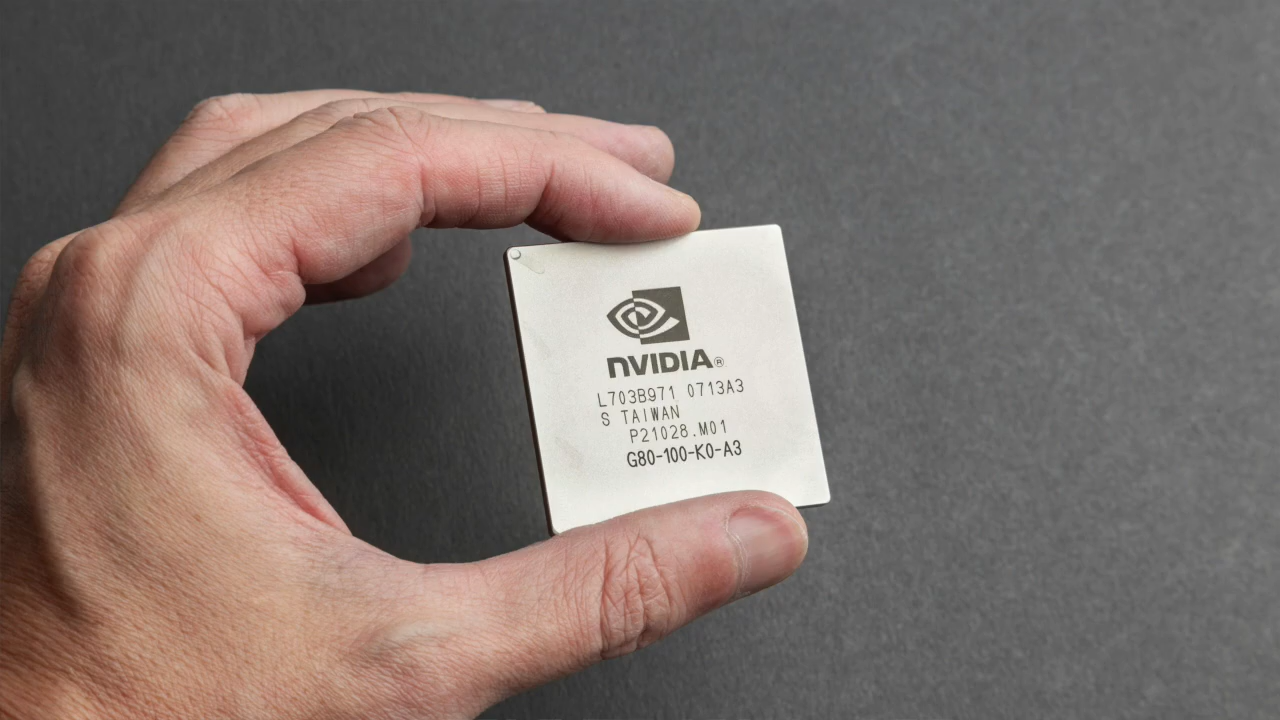 NVIDIA®
L703B971 0713A3
S TAIWAN
P21028.M01
G80-100-K0-A3